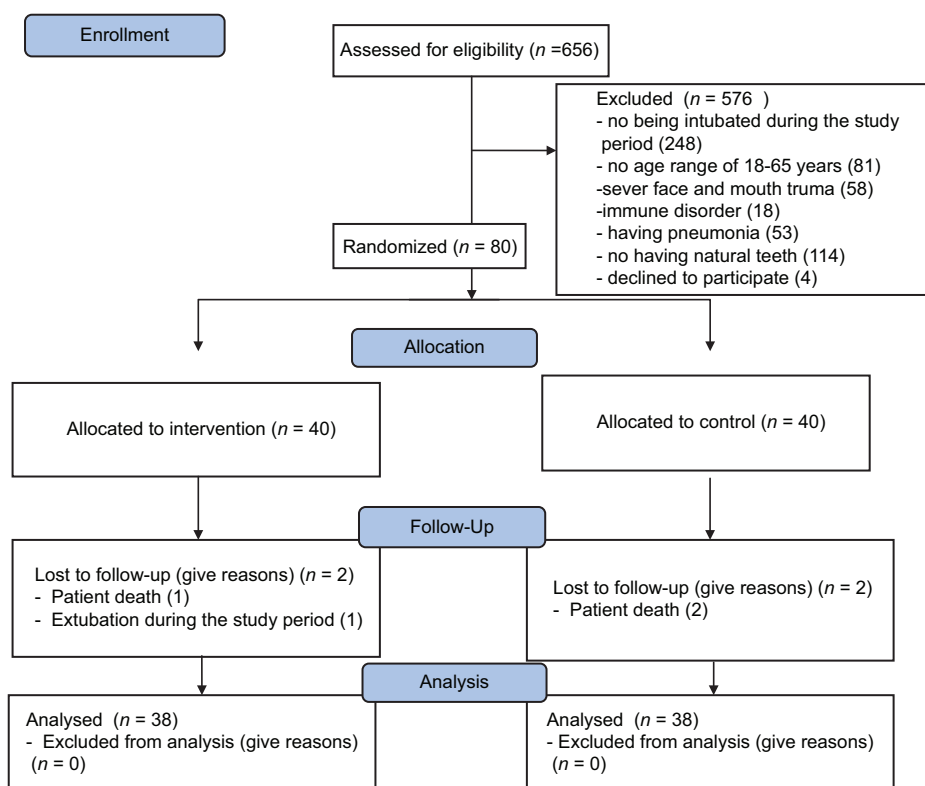 Enrollment
Assessed for eligibility (n =656)
Excluded (n = 576 )
- no being intubated during the study
period (248)
- no age range of 18-65 years (81)
-sever face and mouth truma (58)
-immune disorder (18)
- having pneumonia (53)
- no having natural teeth (114)
- declined to participate (4)
Randomized (n = 80)
Allocation
Allocated to intervention (n = 40)
Allocated to control (n = 40)
Follow-Up
Lost to follow-up (give reasons) (n = 2)
- Patient death (1)
- Extubation during the study period (1)
Lost to follow-up (give reasons) (n = 2)
- Patient death (2)
Analysis
Analysed (n = 38)
- Excluded from analysis (give reasons)
(n = 0)
Analysed (n = 38)
- Excluded from analysis (give reasons)
(n = 0)